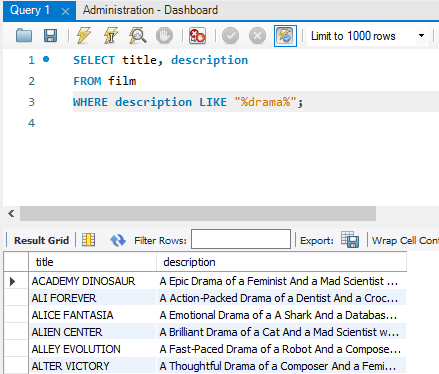 Query 1 Administration - Dashboard
Limit to 1000 rows
1 SELECT title, description
2 FROM film
3 WHERE description LIKE "%drama%";
4
Result Grid Filter Rows: Export: Wrap Cell Cont
title description
ACADEMY DINOSAUR A Epic Drama of a Feminist And a Mad Scientist ...
ALI FOREVER A Action-Packed Drama of a Dentist And a Croc...
ALICE FANTASIA A Emotional Drama of a A Shark And a Databas...
ALIEN CENTER A Brilliant Drama of a Cat And a Mad Scientist w...
ALLEY EVOLUTION A Fast-Paced Drama of a Robot And a Compose...
ALTER VICTORY A Thoughtful Drama of a Composer And a Femi...